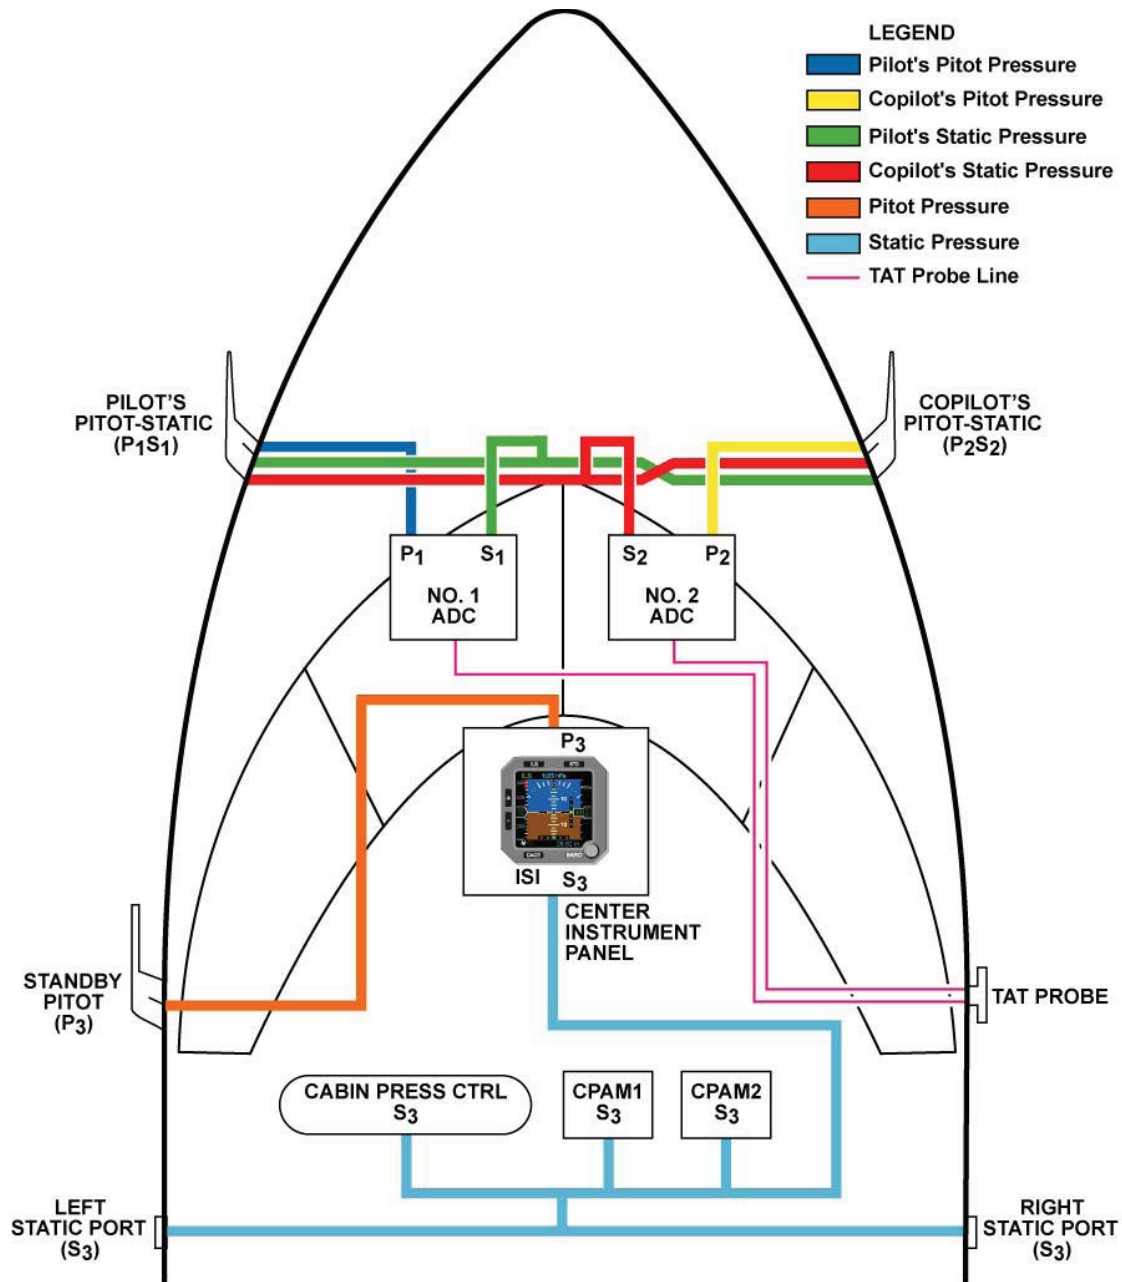 LEGEND
Pilot's Pitot Pressure
Copilot's Pitot Pressure
Pilot's Static Pressure
Copilot's Static Pressure
Pitot Pressure
Static Pressure
TAT Probe Line
PILOT'S
PITOT-STATIC
(P1S1)
COPILOT'S
PITOT-STATIC
(P2S2)
P1 S1
NO. 1
ADC
S2 P2
NO. 2
ADC
P3
ISI S3
CENTER
INSTRUMENT
PANEL
STANDBY
PITOT
(P3)
TAT PROBE
CABIN PRESS CTRL
S3
CPAM1
S3
CPAM2
S3
LEFT
STATIC PORT
(S3)
RIGHT
STATIC PORT
(S3)